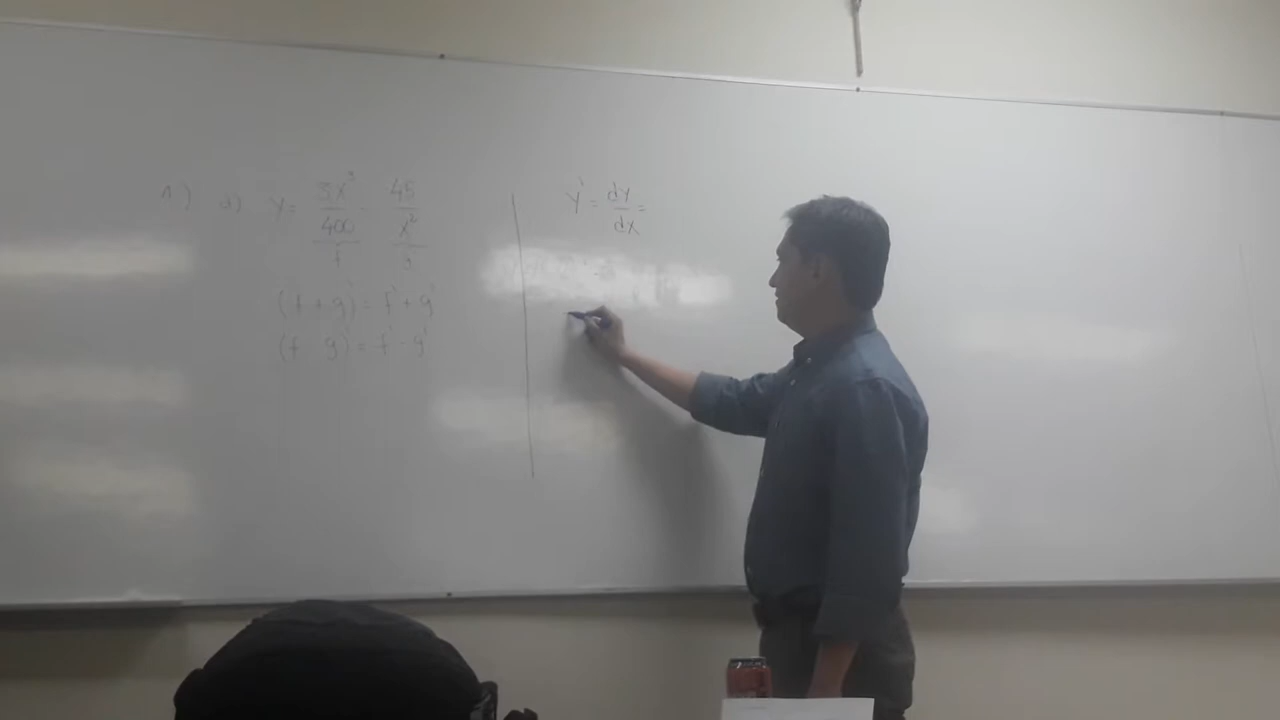 1) a) y = 3x³/400 - 45/x²
f g
(f + g)' = f' + g'
(f - g)' = f' - g'
y' = dy/dx =